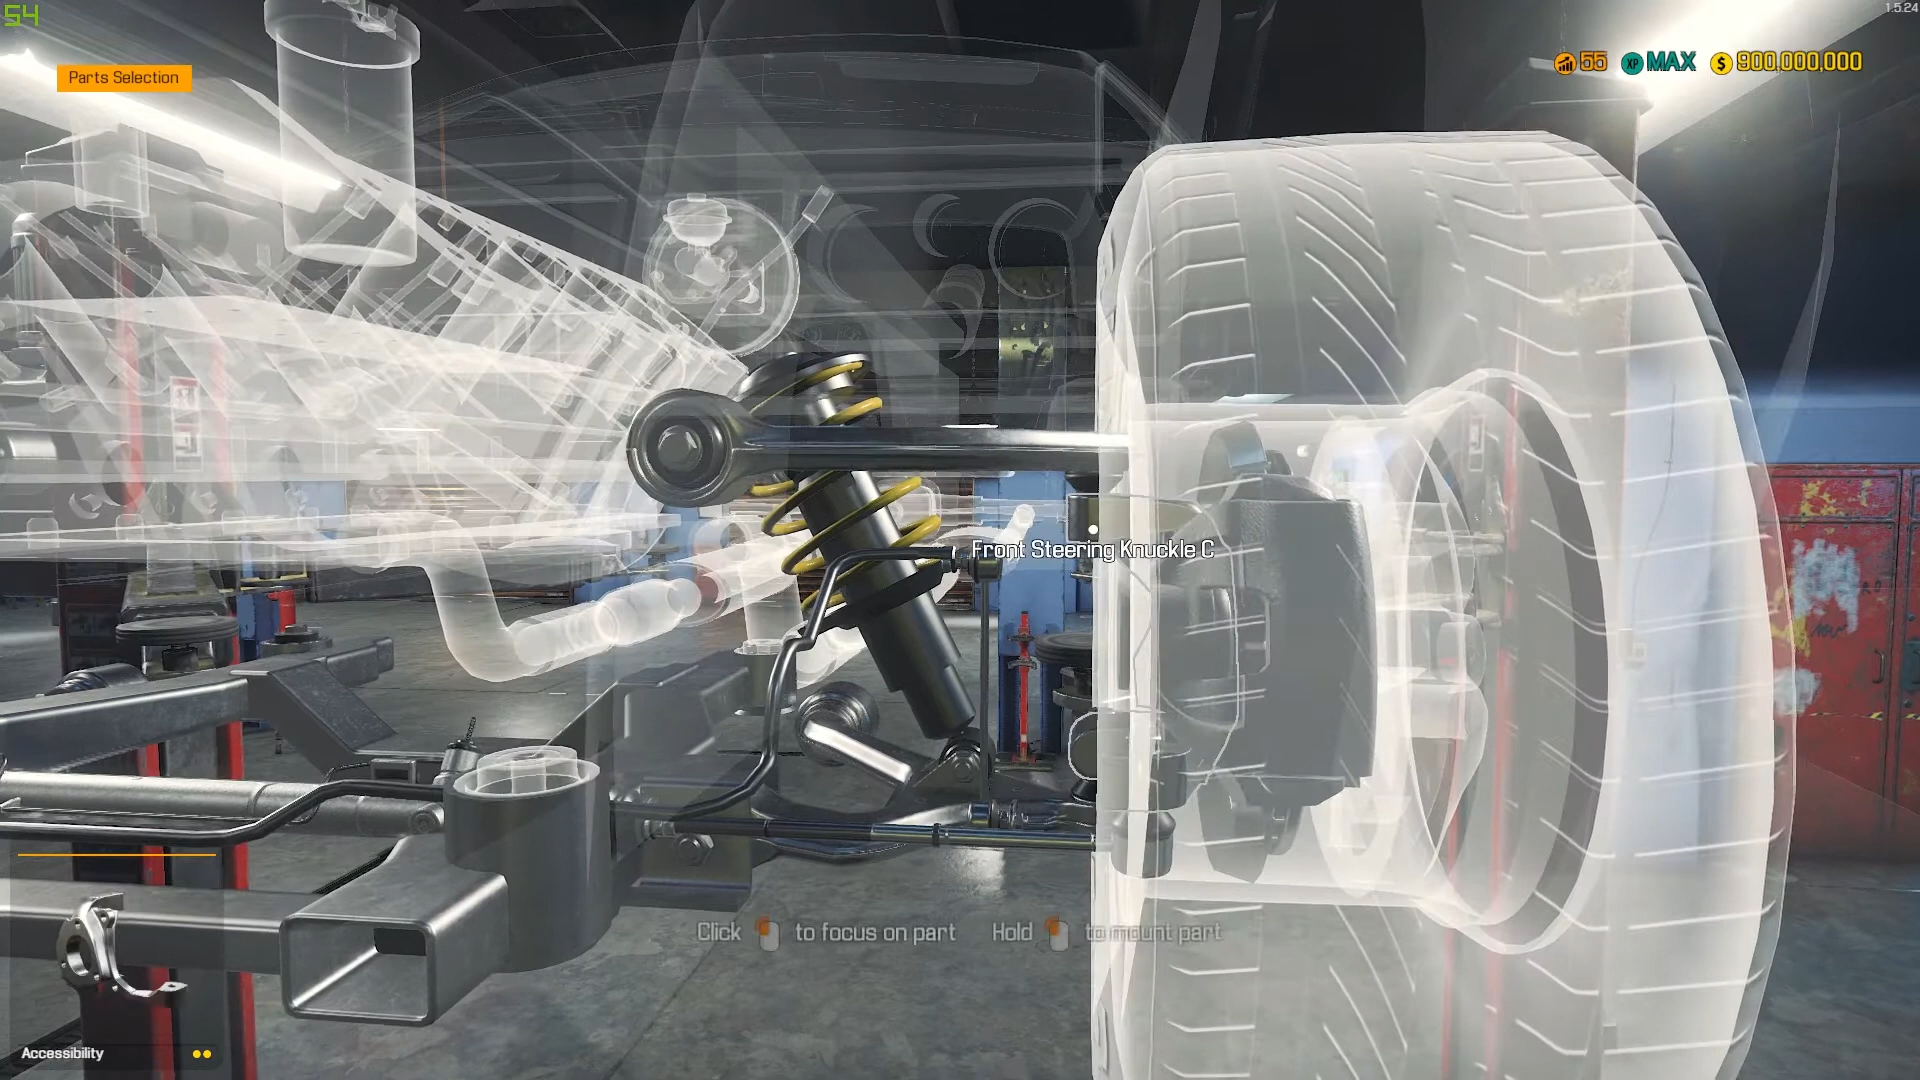 54
1.5.24
Parts Selection
55 XP MAX $ 900,000,000
Front Steering Knuckle C
Click to focus on part Hold to mount part
Accessibility